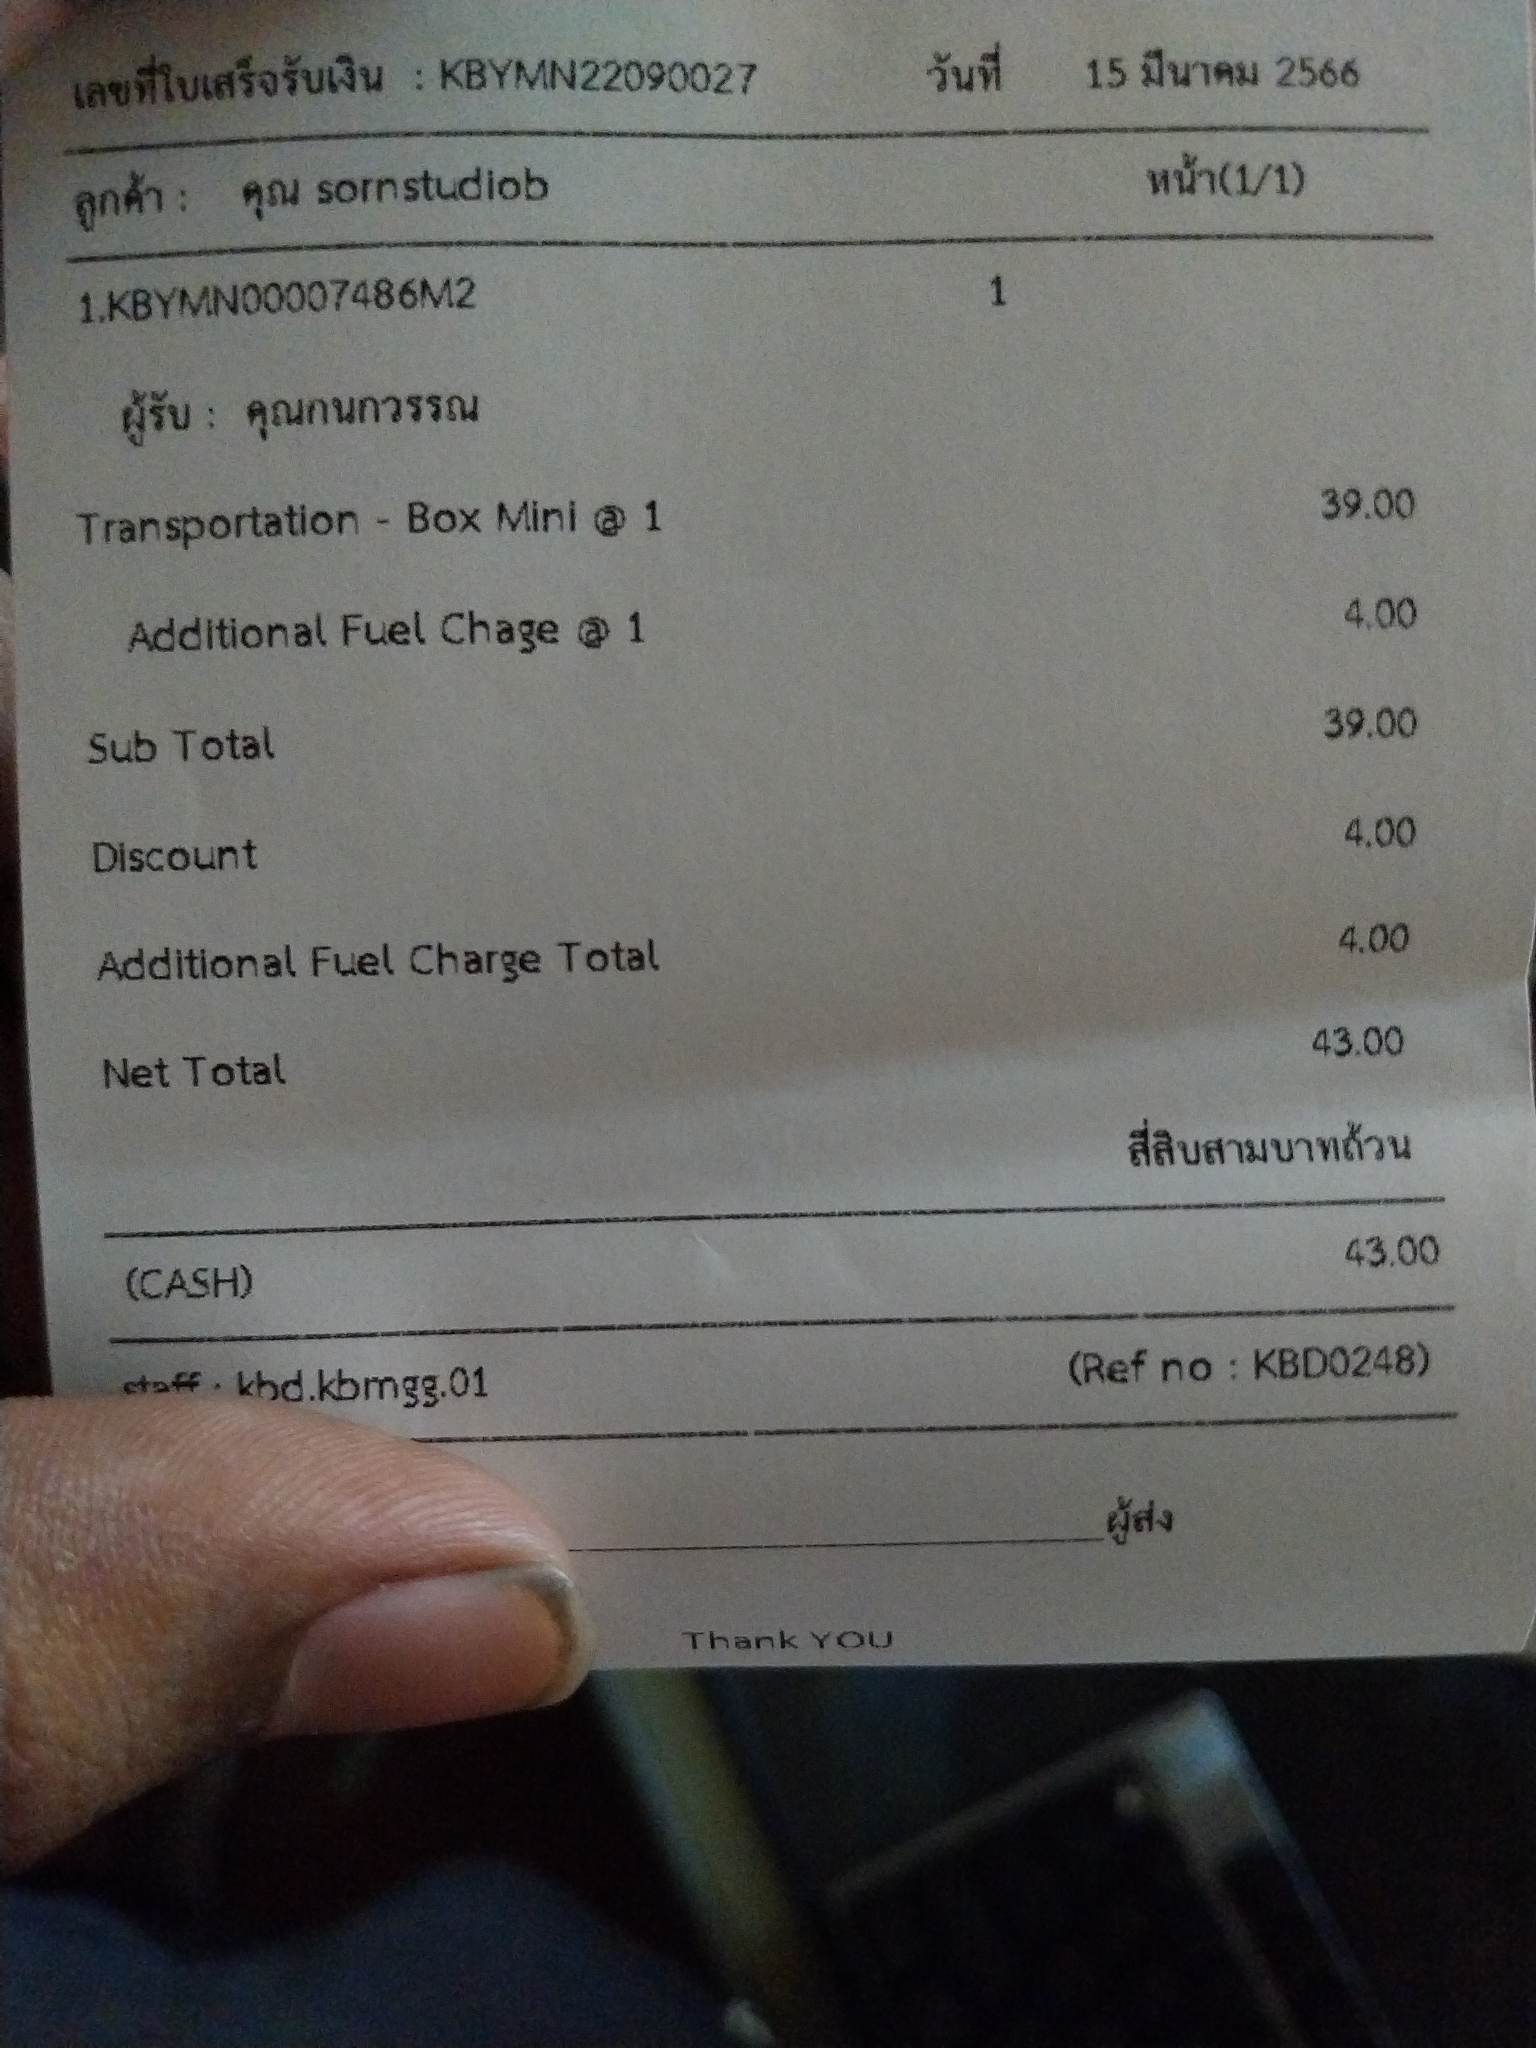 เลขที่ใบเสร็จรับเงิน : KBYMN22090027 วันที่ 15 มีนาคม 2566
ลูกค้า : คุณ sornstudiob หน้า(1/1)
1.KBYMN00007486M2 1
ผู้รับ : คุณกนกวรรณ
Transportation - Box Mini @ 1 39.00
Additional Fuel Chage @ 1 4.00
Sub Total 39.00
Discount 4.00
Additional Fuel Charge Total 4.00
Net Total 43.00
สี่สิบสามบาทถ้วน
(CASH) 43.00
staff : kbd.kbmgg.01 (Ref no : KBD0248)
ผู้ส่ง
Thank YOU